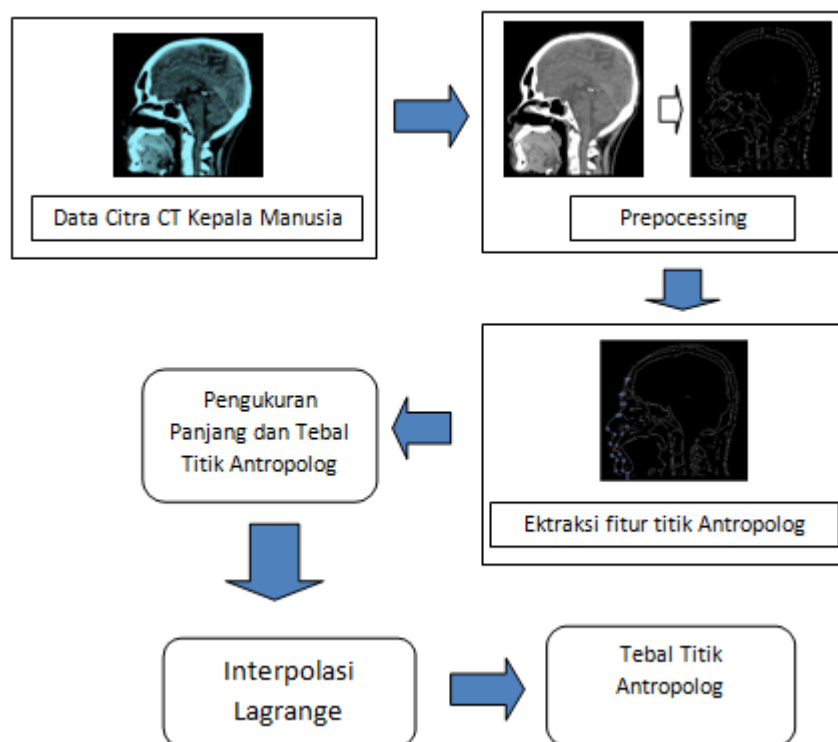 Data Citra CT Kepala Manusia
Prepocessing
Ektraksi fitur titik Antropolog
Pengukuran
Panjang dan Tebal
Titik Antropolog
Interpolasi
Lagrange
Tebal Titik
Antropolog